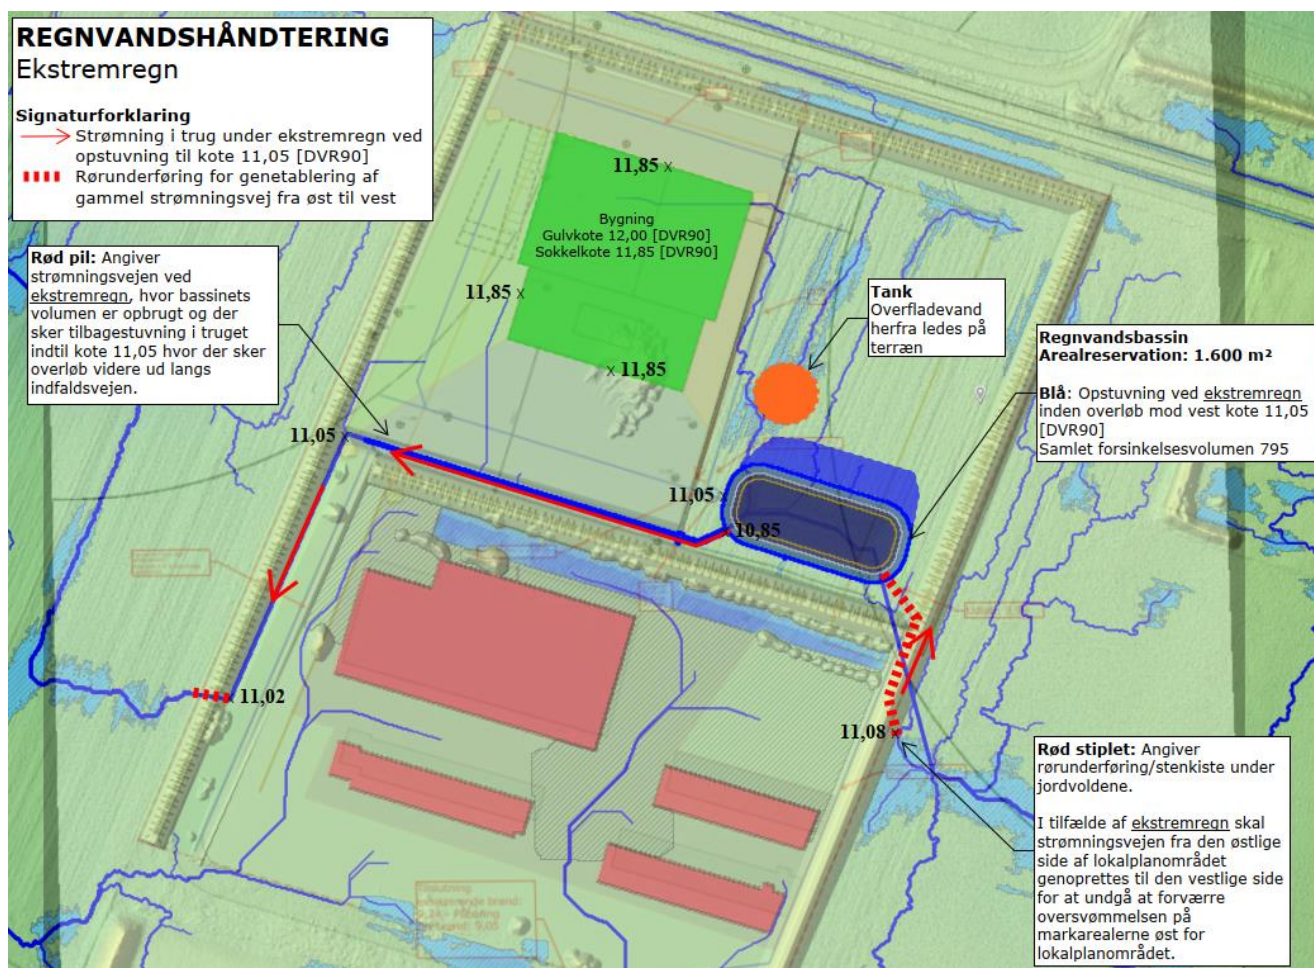 REGNVANDSHÅNDTERING
Ekstremregn
Signaturforklaring
Strømning i trug under ekstremregn ved
opstuvning til kote 11,05 [DVR90]
Rørunderføring for genetablering af
gammel strømningsvej fra øst til vest
11,85
Bygning
Gulvkote 12,00 [DVR90]
Sokkelkote 11,85 [DVR90]
11,85
11,85
Rød pil: Angiver
strømningsvejen ved
ekstremregn, hvor bassinets
volumen er opbrugt og der
sker tilbagestuvning i truget
indtil kote 11,05 hvor der sker
overløb videre ud langs
indfaldsvejen.
Tank
Overfladevand
herfra ledes på
terræn
Regnvandsbassin
Arealreservation: 1.600 m²
Blå: Opstuvning ved ekstremregn
inden overløb mod vest kote 11,05
[DVR90]
Samlet forsinkelsesvolumen 795
11,05
11,05
10,85
11,02
11,08
Rød stiplet: Angiver
rørunderføring/stenkiste under
jordvoldene.
I tilfælde af ekstremregn skal
strømningsvejen fra den østlige
side af lokalplanområdet
genoprettes til den vestlige side
for at undgå at forværre
oversvømmelsen på
markarealerne øst for
lokalplanområdet.